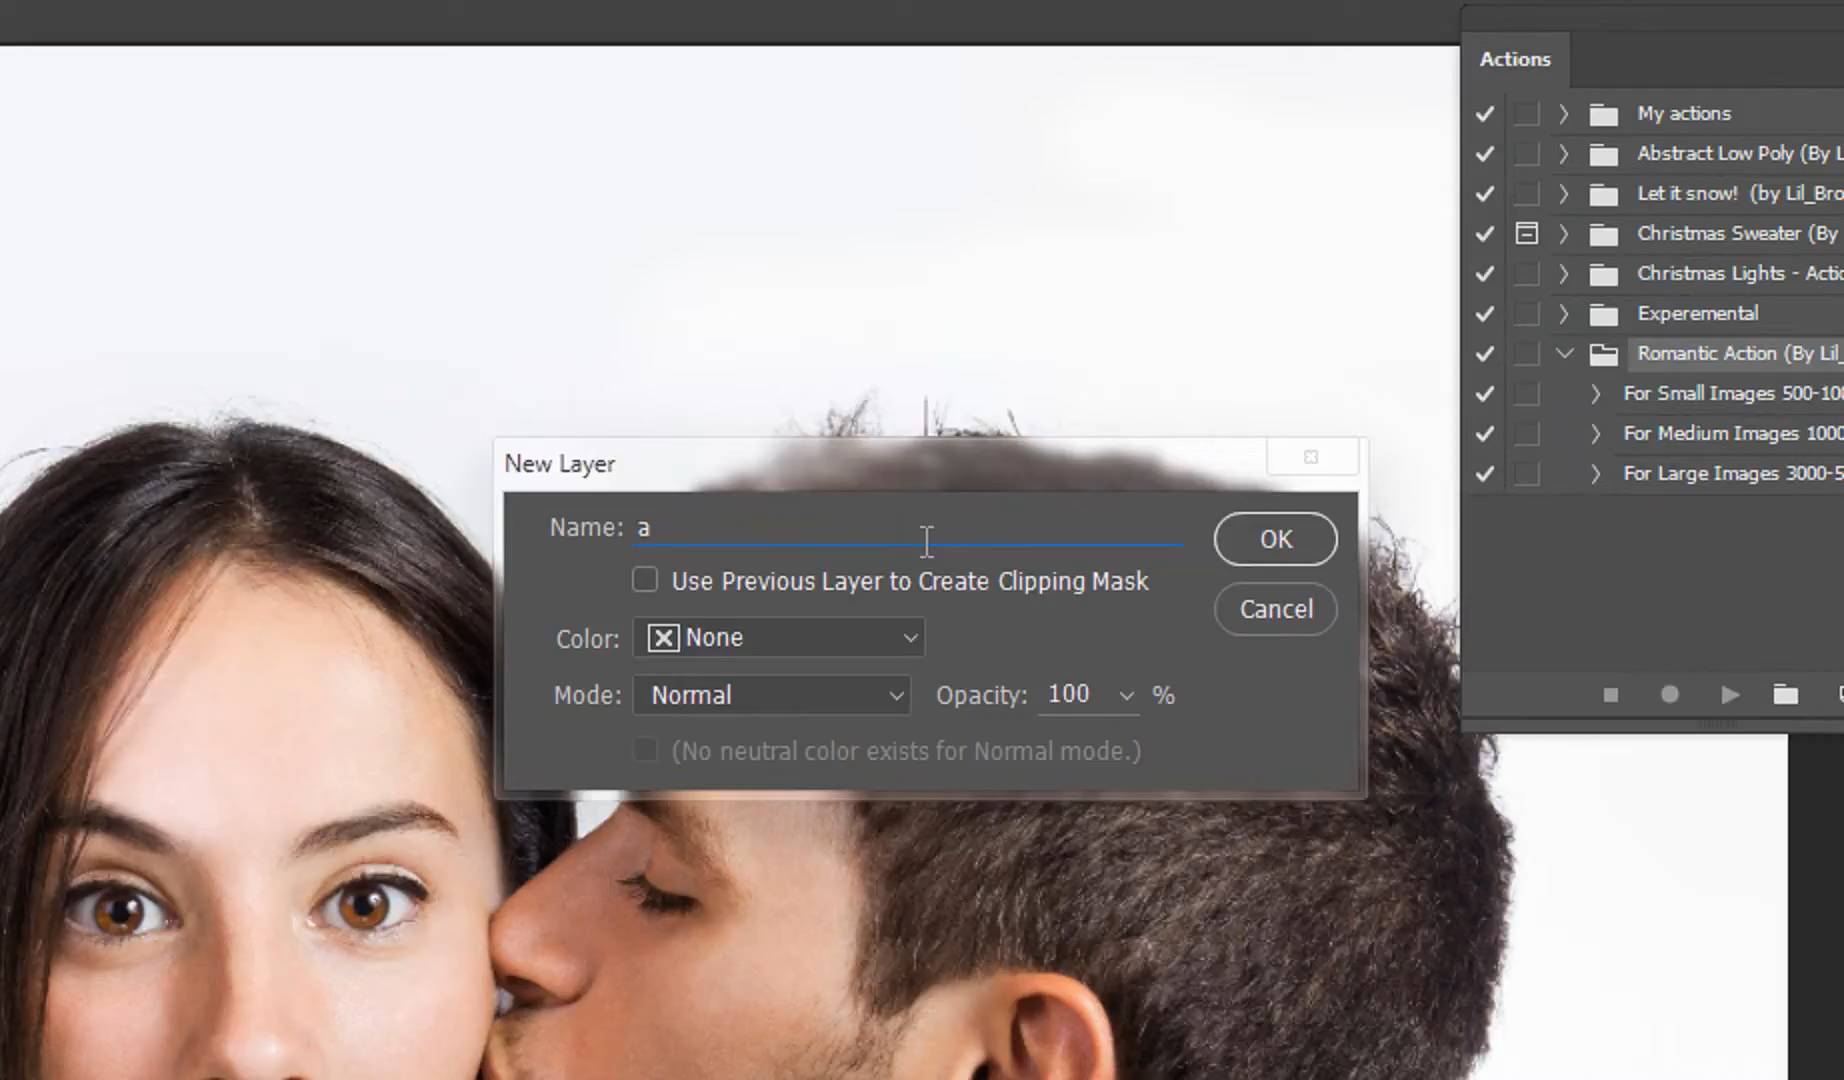 Actions
My actions
Abstract Low Poly (By L
Let it snow! (by Lil_Bro
Christmas Sweater (By
Christmas Lights - Actio
Experemental
Romantic Action (By Lil_
For Small Images 500-100
For Medium Images 1000
For Large Images 3000-5
New Layer
Name: a
OK
Use Previous Layer to Create Clipping Mask
Cancel
Color: None
Mode: Normal Opacity: 100 %
(No neutral color exists for Normal mode.)